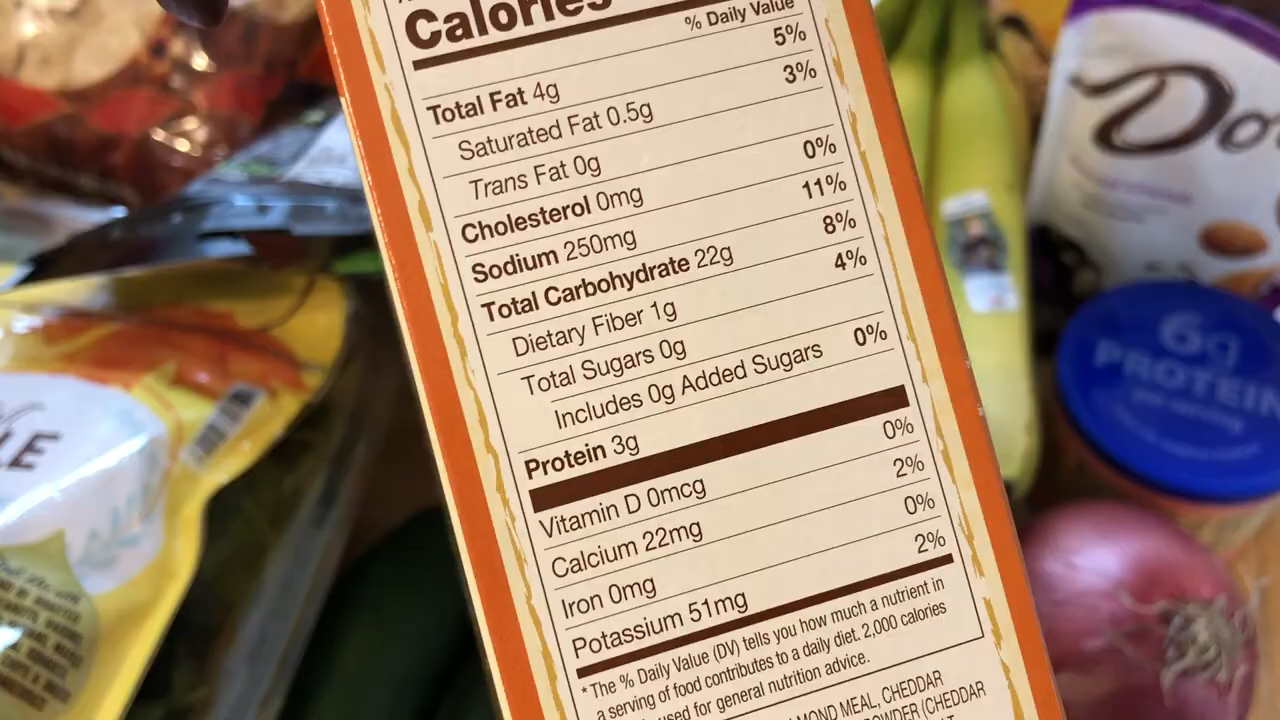 Calories
% Daily Value
Total Fat 4g 5%
Saturated Fat 0.5g 3%
Trans Fat 0g
Cholesterol 0mg 0%
Sodium 250mg 11%
Total Carbohydrate 22g 8%
Dietary Fiber 1g 4%
Total Sugars 0g
Includes 0g Added Sugars 0%
Protein 3g
Vitamin D 0mcg 0%
Calcium 22mg 2%
Iron 0mg 0%
Potassium 51mg 2%
* The % Daily Value (DV) tells you how much a nutrient in
a serving of food contributes to a daily diet. 2,000 calories
used for general nutrition advice.
MEAL, CHEDDAR
(CHEDDAR
6g
PROTEIN
per serving